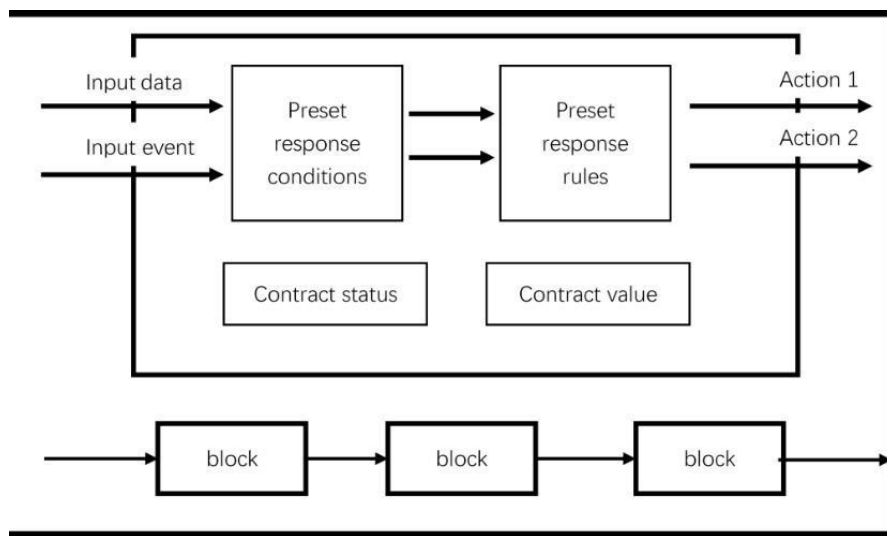 Input data
Input event
Preset
response
conditions
Preset
response
rules
Action 1
Action 2
Contract status
Contract value
block
block
block